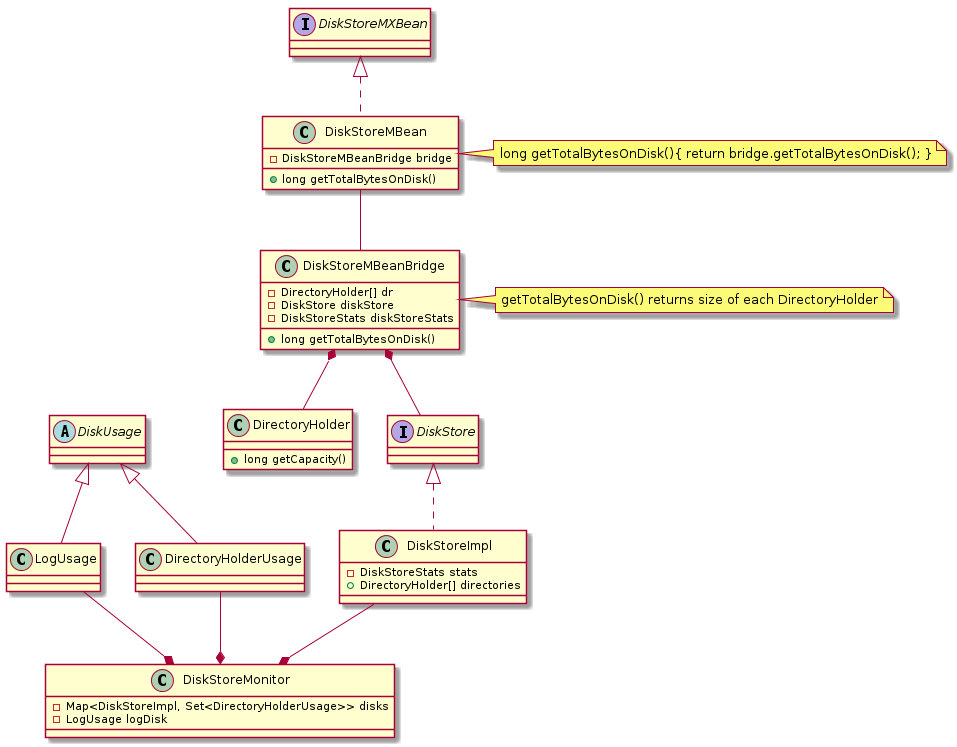 I DiskStoreMXBean
C DiskStoreMBean
DiskStoreMBeanBridge bridge
long getTotalBytesOnDisk()
long getTotalBytesOnDisk(){ return bridge.getTotalBytesOnDisk(); }
C DiskStoreMBeanBridge
DirectoryHolder[] dr
DiskStore diskStore
DiskStoreStats diskStoreStats
long getTotalBytesOnDisk()
getTotalBytesOnDisk() returns size of each DirectoryHolder
A DiskUsage
C DirectoryHolder
long getCapacity()
I DiskStore
C LogUsage
C DirectoryHolderUsage
C DiskStoreImpl
DiskStoreStats stats
DirectoryHolder[] directories
C DiskStoreMonitor
Map<DiskStoreImpl, Set<DirectoryHolderUsage>> disks
LogUsage logDisk